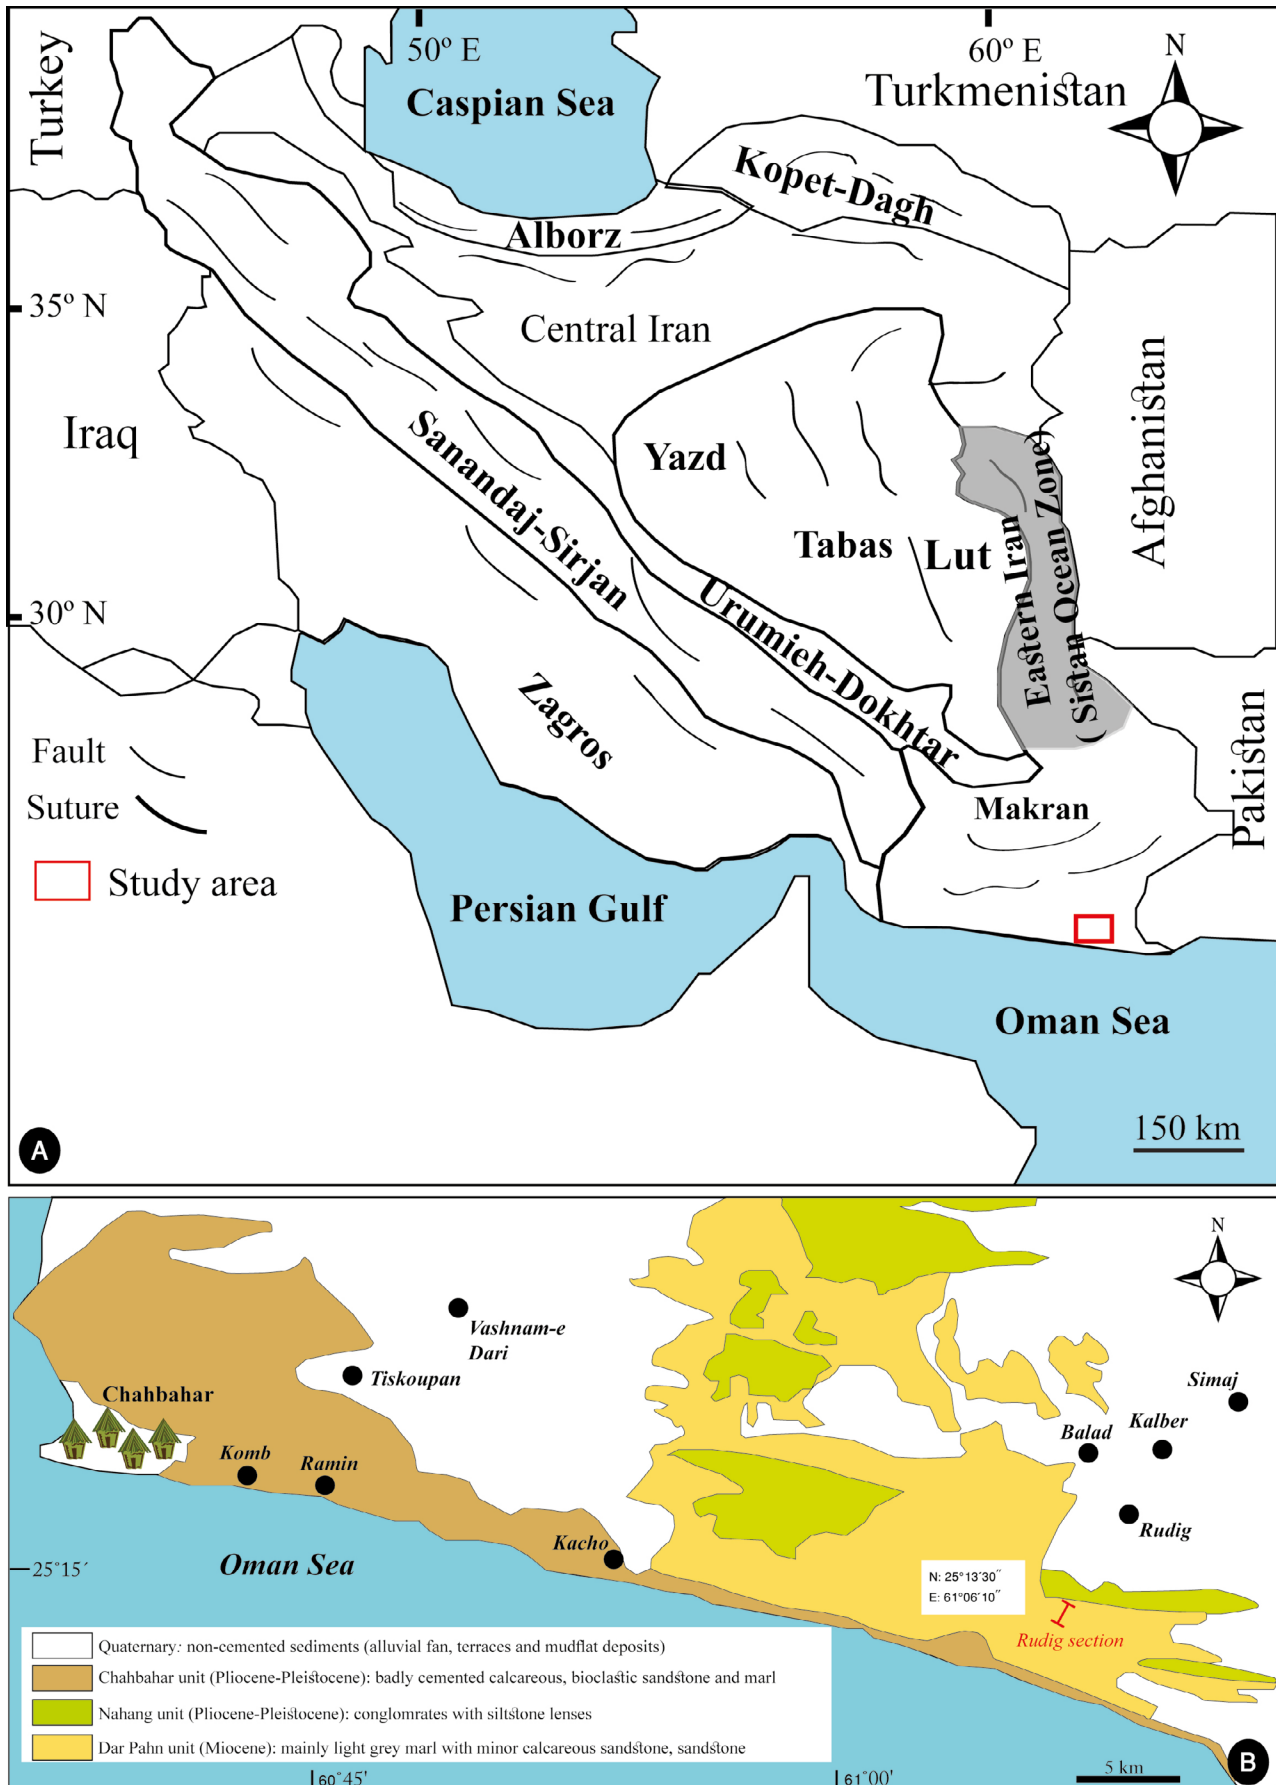 50º E
60º E
N
Turkey
Caspian Sea
Turkmenistan
Kopet-Dagh
Alborz
35º N
Central Iran
Afghanistan
Iraq
Sanandaj-Sirjan
Yazd
Tabas
Lut
Eastern Iran
( Sistan Ocean Zone)
30º N
Urumieh-Dokhtar
Zagros
Pakistan
Fault
Suture
Study area
Makran
Persian Gulf
Oman Sea
150 km
A
N
Vashnam-e
Dari
Tiskoupan
Chahbahar
Simaj
Balad
Kalber
Komb
Ramin
Rudig
Kacho
Oman Sea
25˚15´
N: 25°13´30˝
E: 61°06´10˝
Rudig section
Quaternary: non-cemented sediments (alluvial fan, terraces and mudflat deposits)
Chahbahar unit (Pliocene-Pleistocene): badly cemented calcareous, bioclastic sandstone and marl
Nahang unit (Pliocene-Pleistocene): conglomrates with siltstone lenses
Dar Pahn unit (Miocene): mainly light grey marl with minor calcareous sandstone, sandstone
60˚45'
61°00'
5 km
B